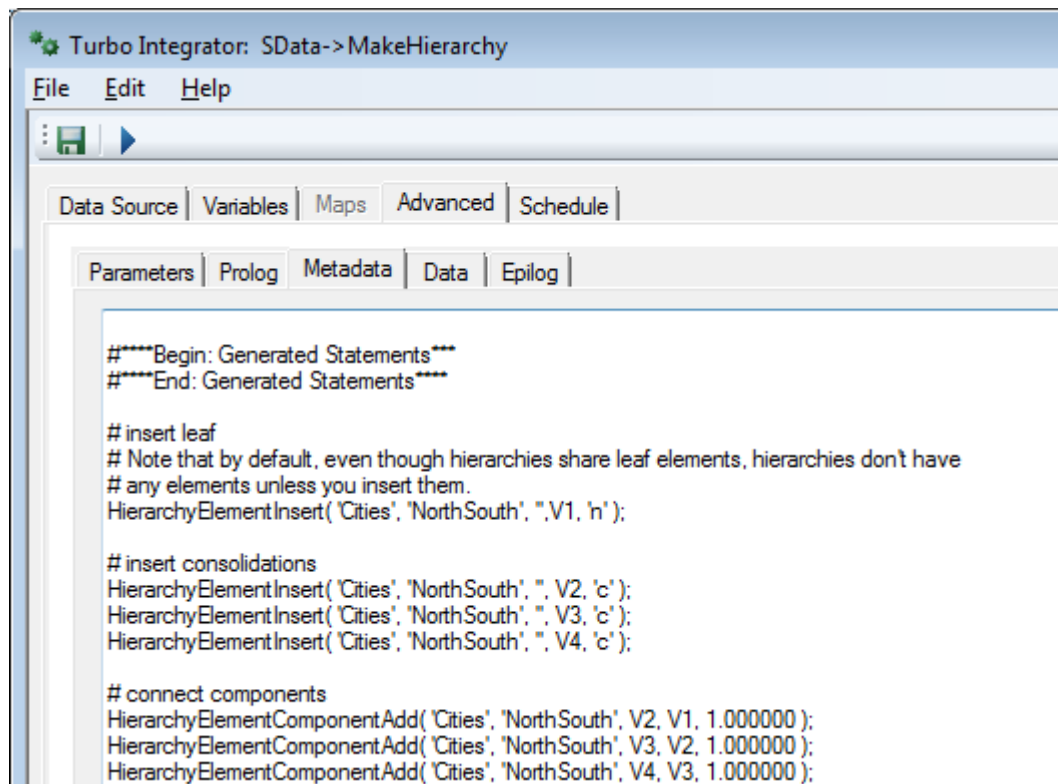 Turbo Integrator: SData->MakeHierarchy
File Edit Help
Data Source Variables Maps Advanced Schedule
Parameters Prolog Metadata Data Epilog
#****Begin: Generated Statements***
#****End: Generated Statements****
# insert leaf
# Note that by default, even though hierarchies share leaf elements, hierarchies don't have
# any elements unless you insert them.
HierarchyElementInsert( 'Cities', 'NorthSouth', '',V1, 'n' );
# insert consolidations
HierarchyElementInsert( 'Cities', 'NorthSouth', '', V2, 'c' );
HierarchyElementInsert( 'Cities', 'NorthSouth', '', V3, 'c' );
HierarchyElementInsert( 'Cities', 'NorthSouth', '', V4, 'c' );
# connect components
HierarchyElementComponentAdd( 'Cities', 'NorthSouth', V2, V1, 1.000000 );
HierarchyElementComponentAdd( 'Cities', 'NorthSouth', V3, V2, 1.000000 );
HierarchyElementComponentAdd( 'Cities', 'NorthSouth', V4, V3, 1.000000 );